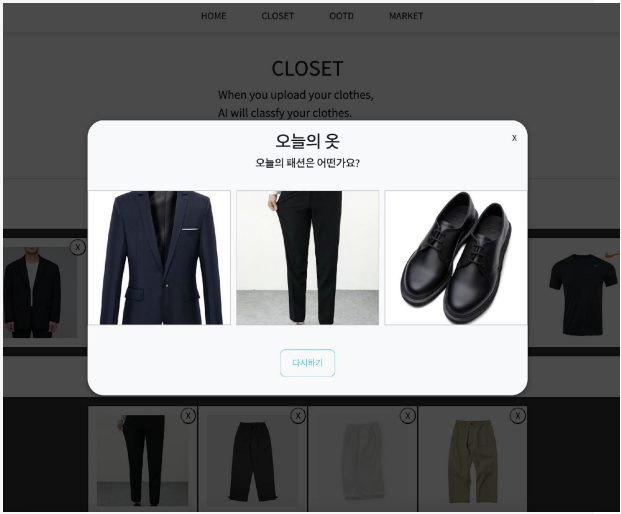 HOME CLOSET OOTD MARKET
CLOSET
When you upload your clothes,
AI will classfy your clothes.
오늘의 옷
X
오늘의 패션은 어떤가요?
X
다시하기
X
X
X
X